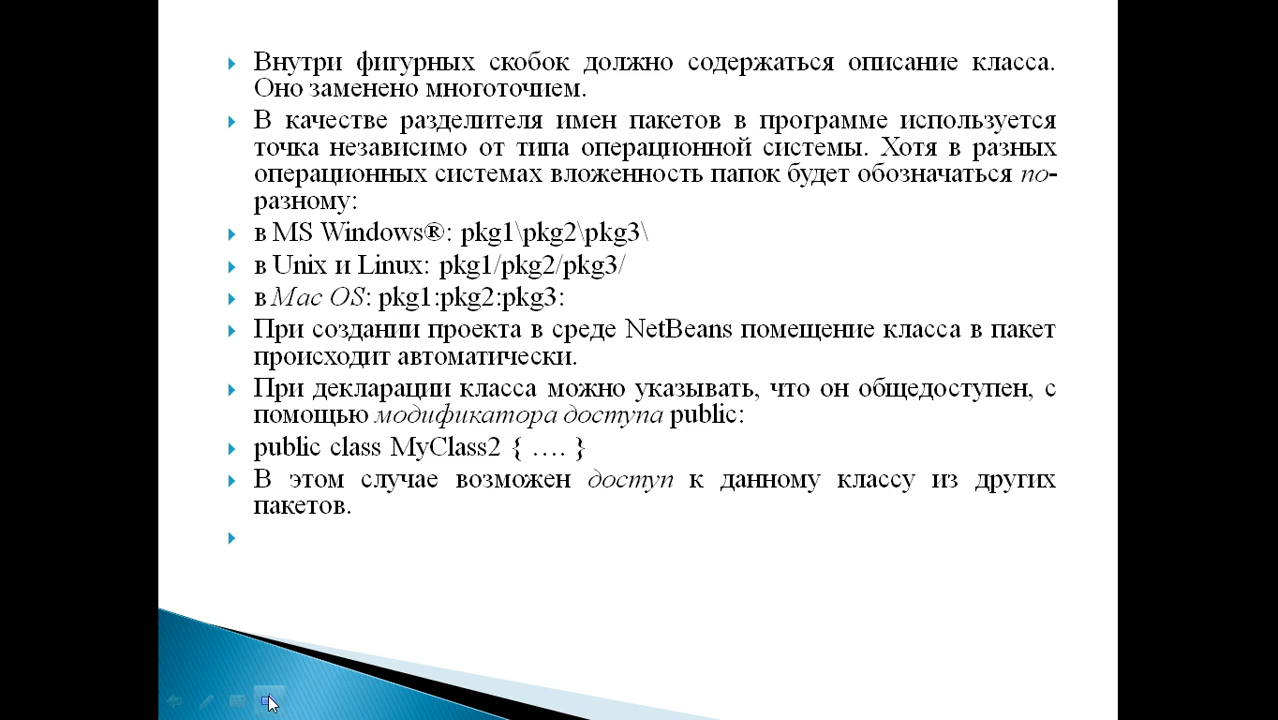 Внутри фигурных скобок должно содержаться описание класса.
Оно заменено многоточием.
В качестве разделителя имен пакетов в программе используется
точка независимо от типа операционной системы. Хотя в разных
операционных системах вложенность папок будет обозначаться по-
разному:
в MS Windows®: pkg1\pkg2\pkg3\
в Unix и Linux: pkg1/pkg2/pkg3/
в Mac OS: pkg1:pkg2:pkg3:
При создании проекта в среде NetBeans помещение класса в пакет
происходит автоматически.
При декларации класса можно указывать, что он общедоступен, с
помощью модификатора доступа public:
public class MyClass2 { …. }
В этом случае возможен доступ к данному классу из других
пакетов.